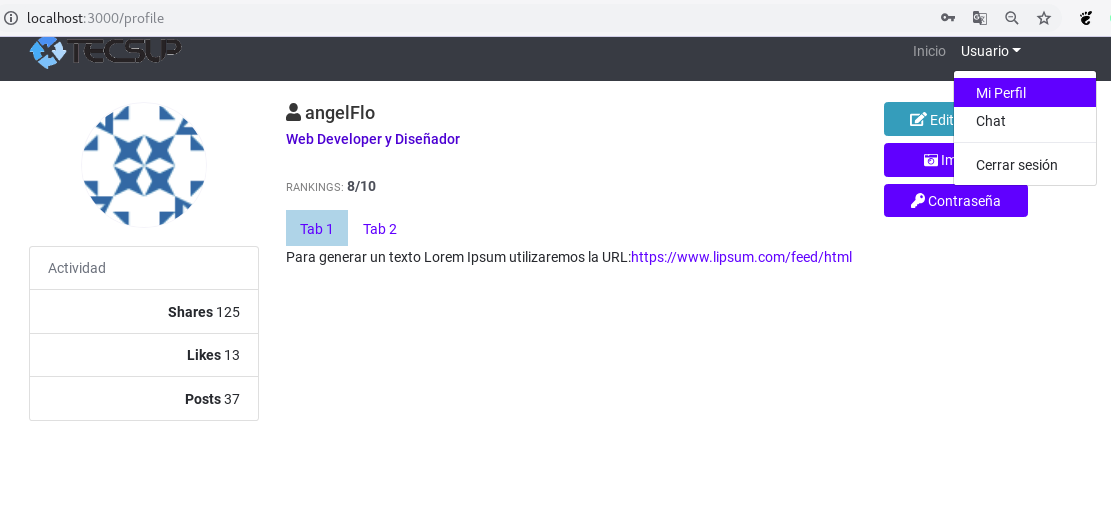 localhost:3000/profile
TECSUP
Inicio Usuario
Mi Perfil
Chat
Cerrar sesión
angelFlo
Web Developer y Diseñador
RANKINGS: 8/10
Edit
Im
Contraseña
Tab 1 Tab 2
Para generar un texto Lorem Ipsum utilizaremos la URL:https://www.lipsum.com/feed/html
Actividad
Shares 125
Likes 13
Posts 37